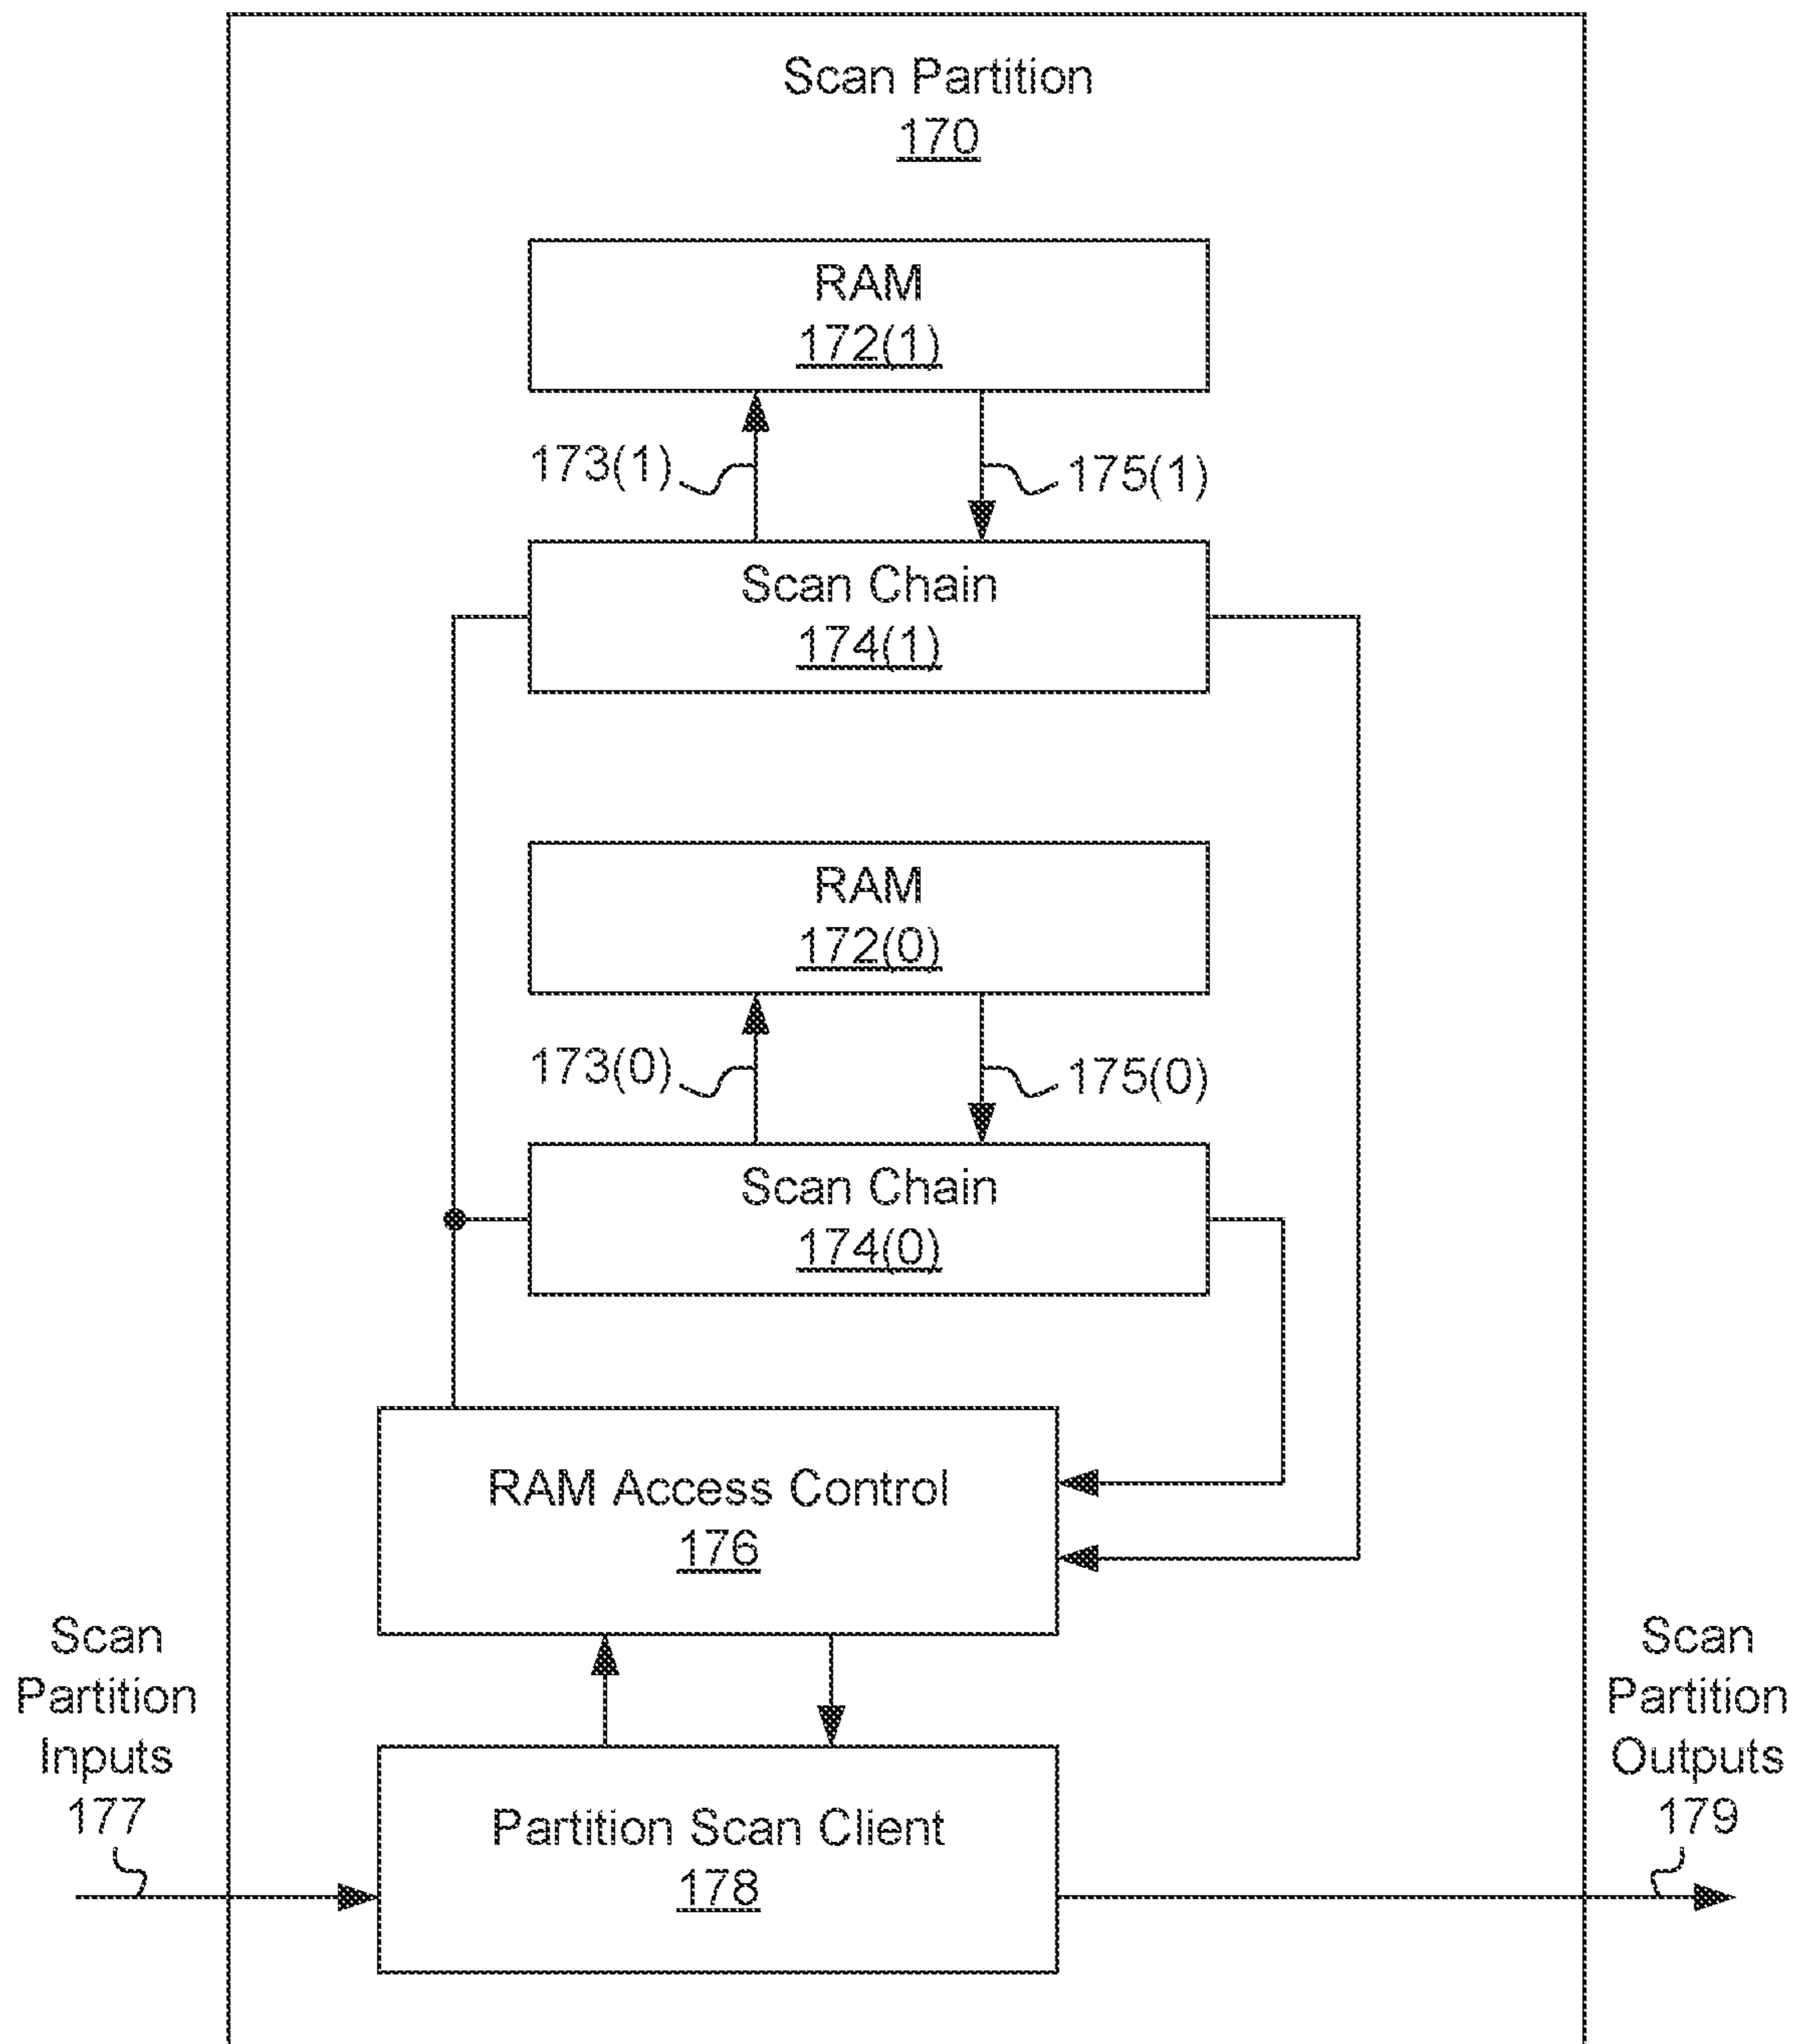 Scan Partition
170
RAM
172(1)
173(1)
175(1)
Scan Chain
174(1)
RAM
172(0)
173(0)
175(0)
Scan Chain
174(0)
RAM Access Control
176
Scan
Partition
Inputs
177
Partition Scan Client
178
Scan
Partition
Outputs
179